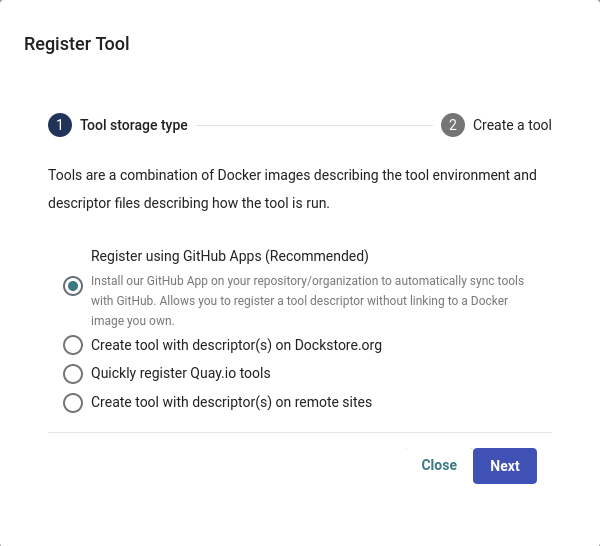 Register Tool
1 Tool storage type
2 Create a tool
Tools are a combination of Docker images describing the tool environment and
descriptor files describing how the tool is run.
Register using GitHub Apps (Recommended)
Install our GitHub App on your repository/organization to automatically sync tools
with GitHub. Allows you to register a tool descriptor without linking to a Docker
image you own.
Create tool with descriptor(s) on Dockstore.org
Quickly register Quay.io tools
Create tool with descriptor(s) on remote sites
Close
Next